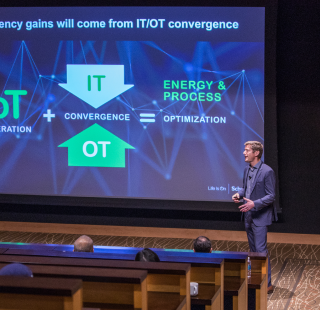 ency gains will come from IT/OT convergence
IT
oT
ERATION
+
CONVERGENCE
=
ENERGY &
PROCESS
OPTIMIZATION
OT
Life Is On